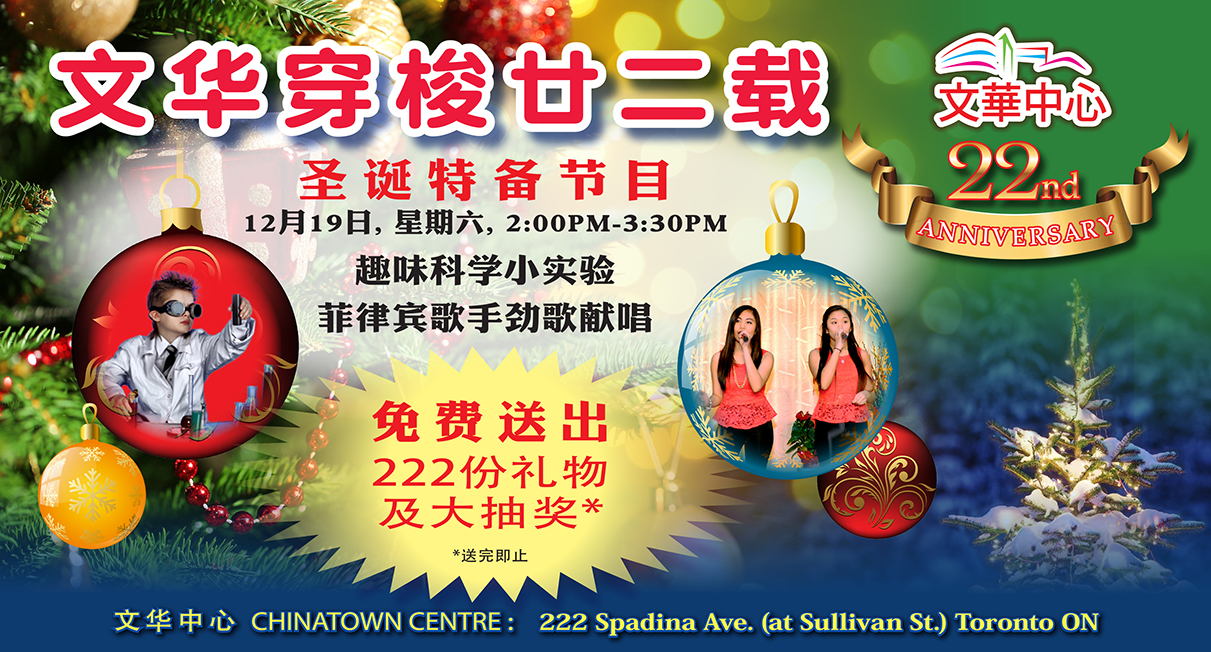 文华穿梭廿二载
文華中心
22nd
ANNIVERSARY
圣诞特备节目
12月19日, 星期六, 2:00PM-3:30PM
趣味科学小实验
菲律宾歌手劲歌献唱
免费送出
222份礼物
及大抽奖*
*送完即止
文华中心 CHINATOWN CENTRE: 222 Spadina Ave. (at Sullivan St.) Toronto ON